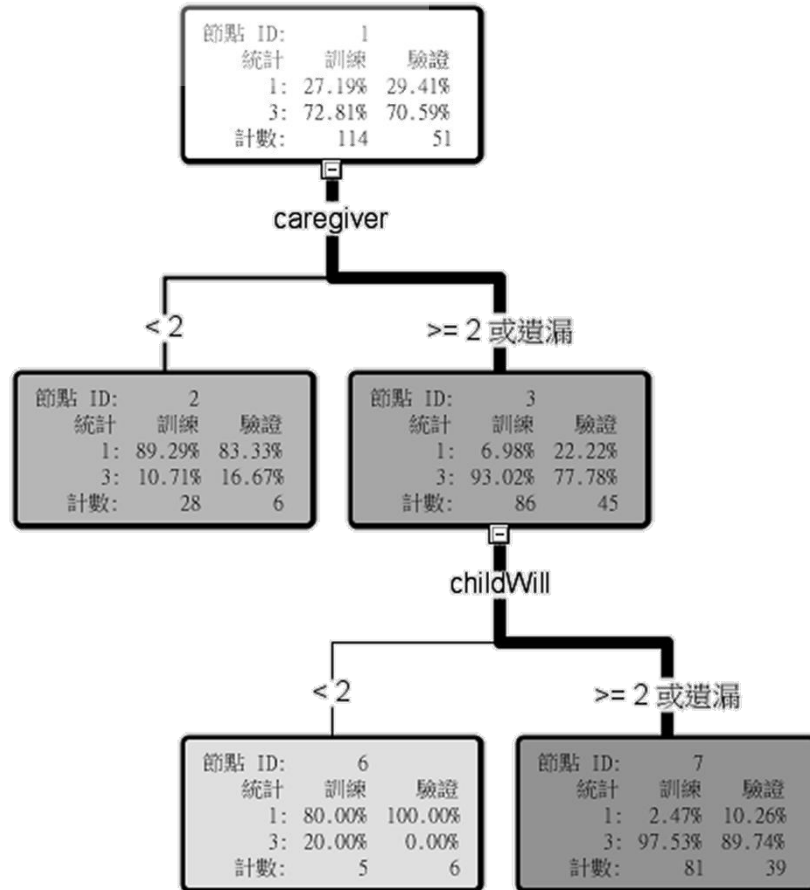 節點 ID: 1
統計 訓練 驗證
1: 27.19% 29.41%
3: 72.81% 70.59%
計數: 114 51
caregiver
< 2
>= 2 或遺漏
節點 ID: 2
統計 訓練 驗證
1: 89.29% 83.33%
3: 10.71% 16.67%
計數: 28 6
節點 ID: 3
統計 訓練 驗證
1: 6.98% 22.22%
3: 93.02% 77.78%
計數: 86 45
childWill
< 2
>= 2 或遺漏
節點 ID: 6
統計 訓練 驗證
1: 80.00% 100.00%
3: 20.00% 0.00%
計數: 5 6
節點 ID: 7
統計 訓練 驗證
1: 2.47% 10.26%
3: 97.53% 89.74%
計數: 81 39